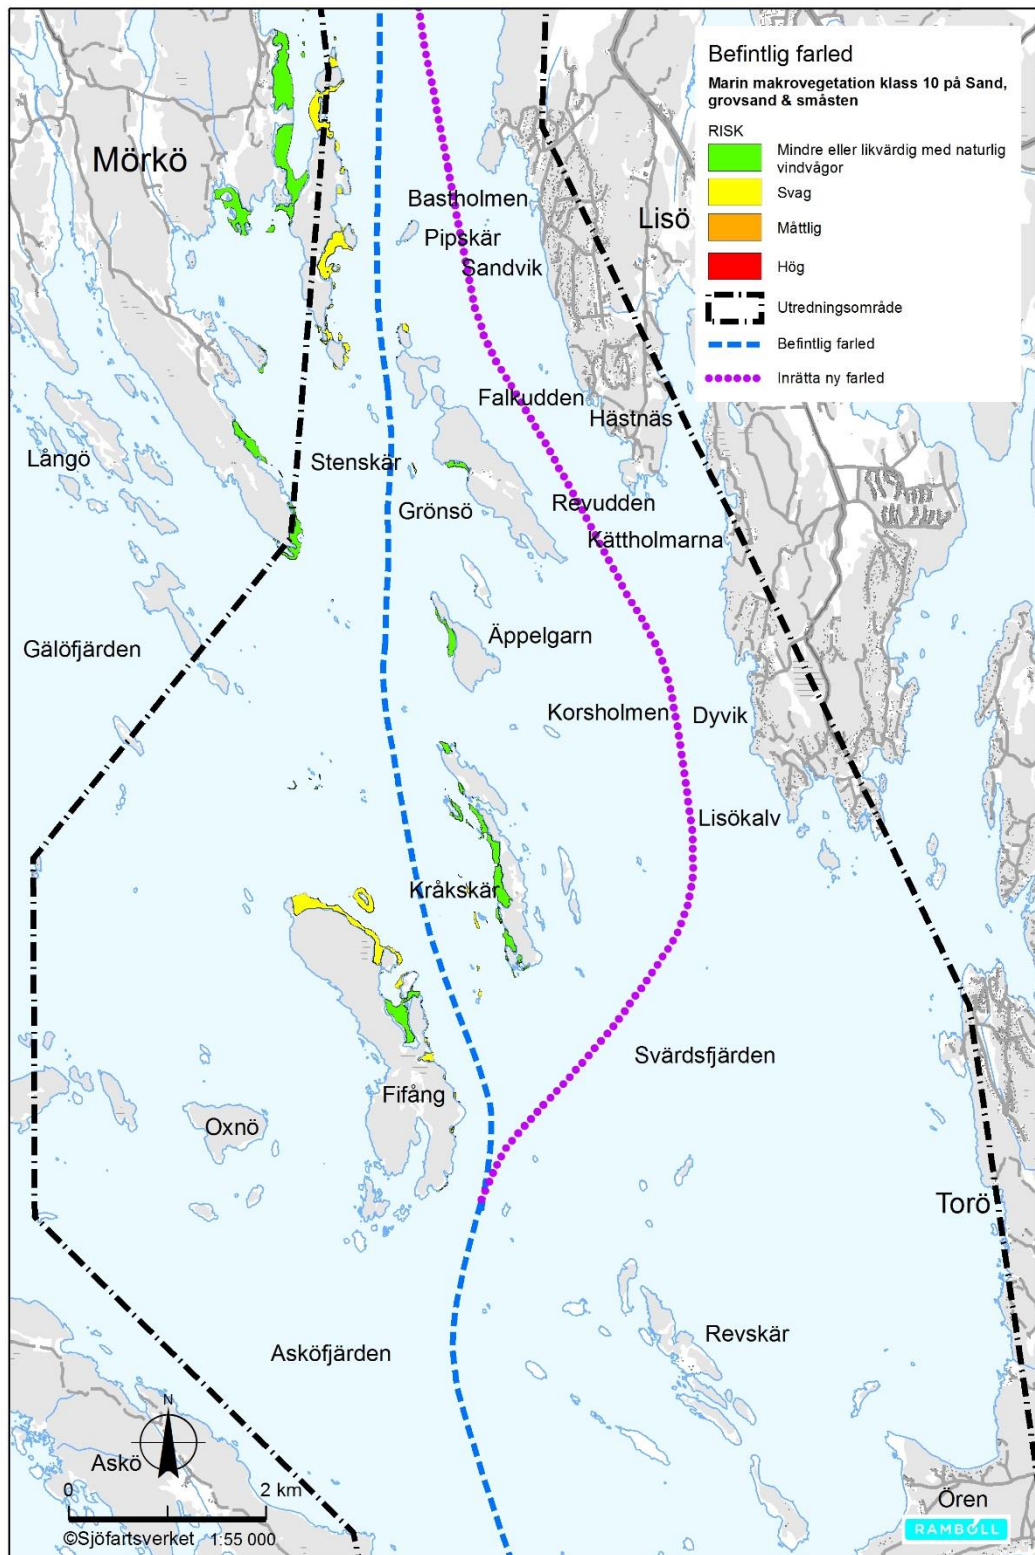 Befintlig farled
Marin makrovegetation klass 10 på Sand,
grovsand & småsten
RISK
Mindre eller likvärdig med naturlig
vindvågor
Svag
Måttlig
Hög
Utredningsområde
Befintlig farled
Inrätta ny farled
Mörkö
Bastholmen
Lisö
Pipskär
Sandvik
Falkudden
Hästnäs
Långö
Stenskär
Grönsö
Revudden
Kättholmarna
Gälöfjärden
Äppelgarn
Korsholmen
Dyvik
Lisökalv
Kråkskär
Svärdsfjärden
Fifång
Oxnö
Torö
Revskär
Asköfjärden
N
Askö
0 2 km
©Sjöfartsverket 1:55 000
Ören
RAMBOLL